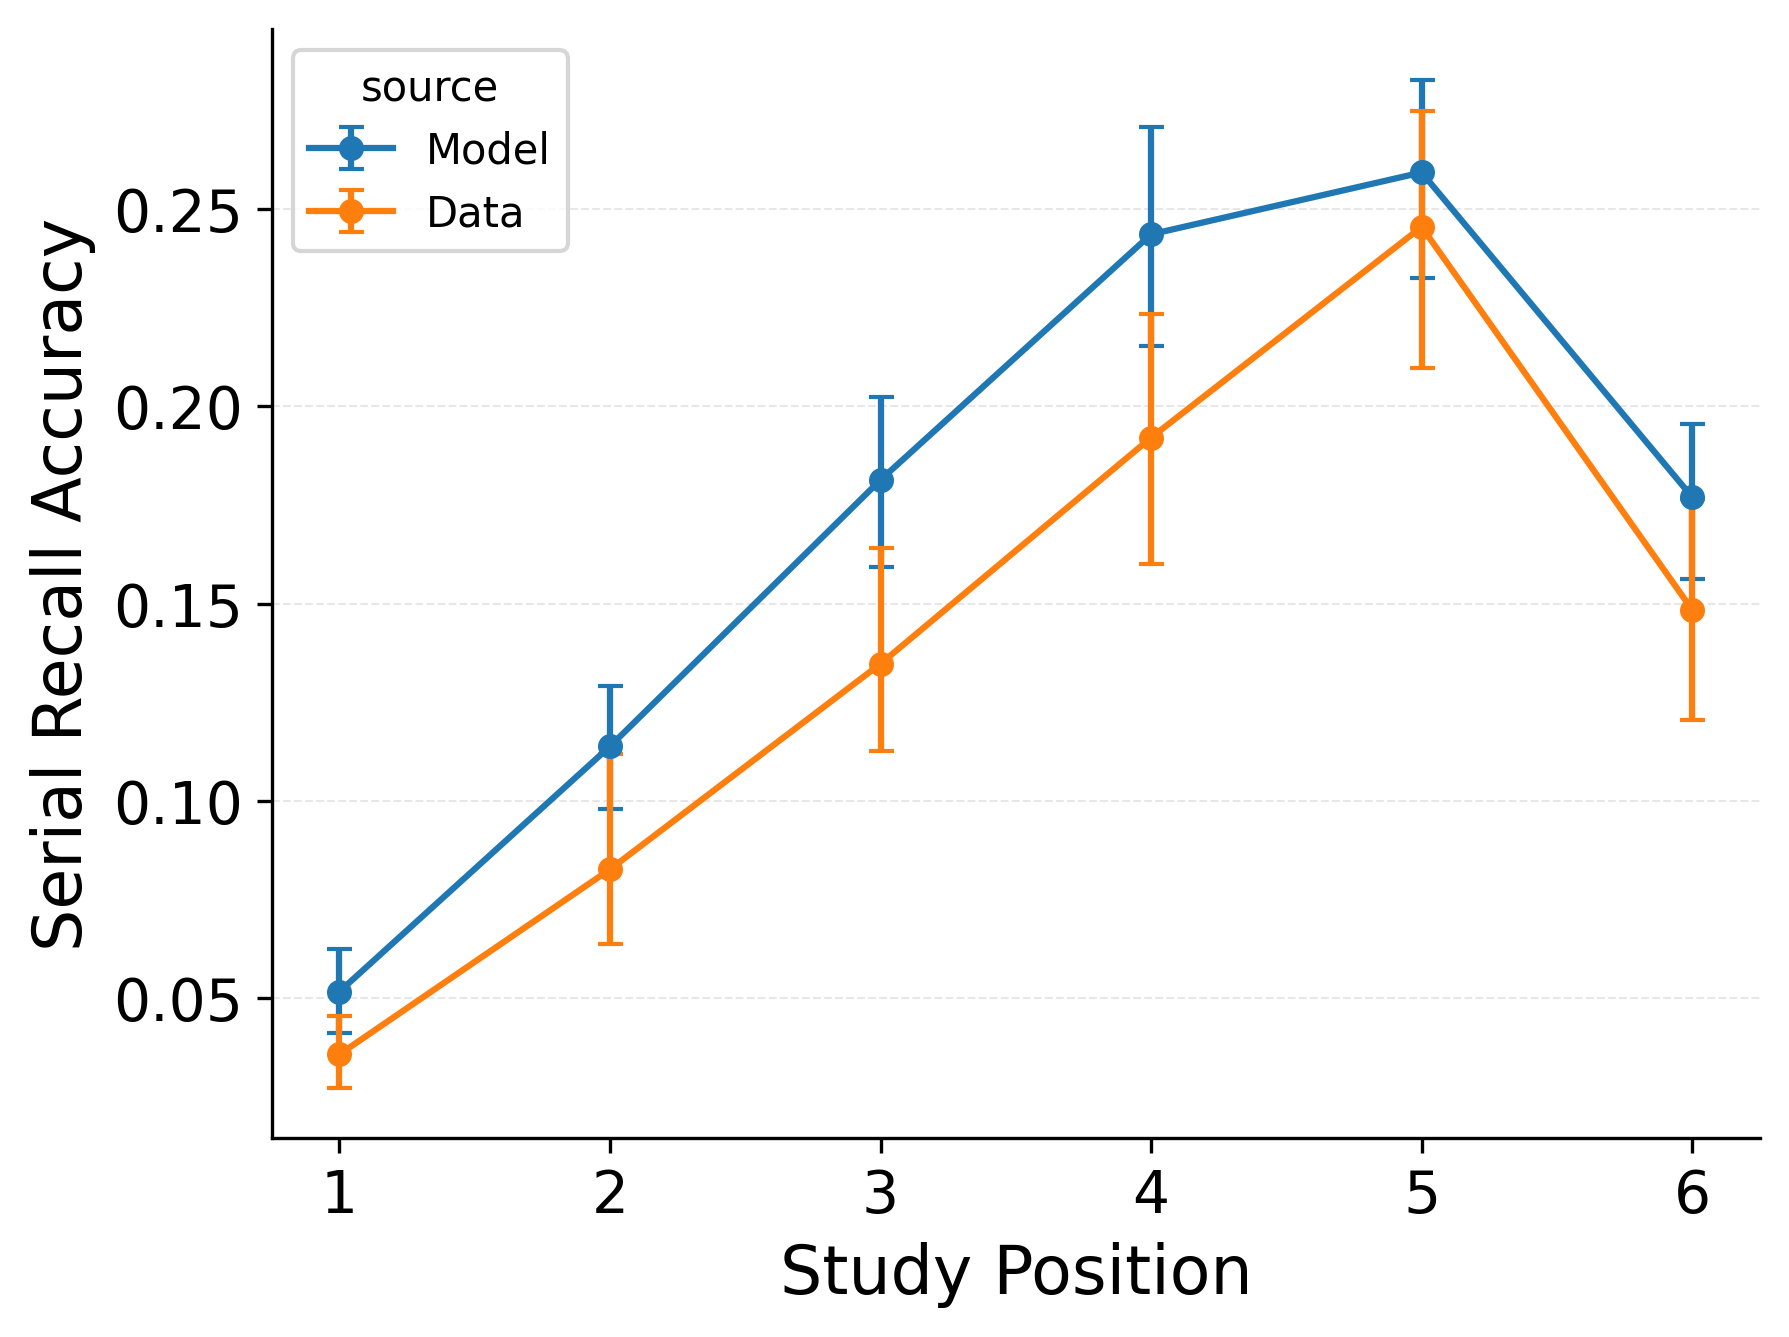 source
Model
Data
0.25
0.20
0.15
0.10
0.05
Serial Recall Accuracy
1 2 3 4 5 6
Study Position